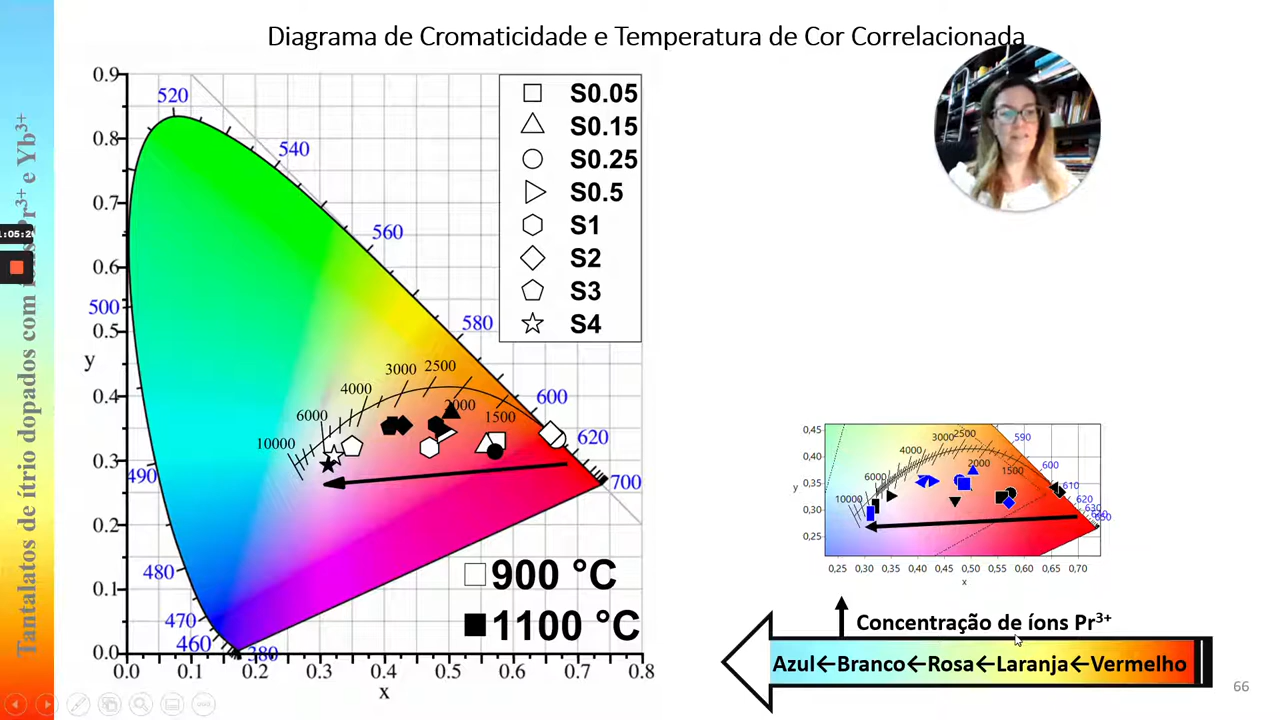 Diagrama de Cromaticidade e Temperatura de Cor Correlacionada
Tantalatos de ítrio dopados com íons Pr³⁺ e Yb³⁺
1:05:2
0.9
0.8
0.7
0.6
0.5
0.4
0.3
0.2
0.1
0.0
y
0.0 0.1 0.2 0.3 0.4 0.5 0.6 0.7 0.8
x
520
540
560
580
600
620
700
500
490
480
470
460
380
10000
6000
4000
3000
2500
2000
1500
S0.05
S0.15
S0.25
S0.5
S1
S2
S3
S4
900 °C
1100 °C
0,45
0,40
0,35
0,30
0,25
y
0,25 0,30 0,35 0,40 0,45 0,50 0,55 0,60 0,65 0,70
x
10000
6000
4000
3000
2500
2000
1500
590
600
610
620
630
650
Concentração de íons Pr³⁺
Azul←Branco←Rosa←Laranja←Vermelho
66